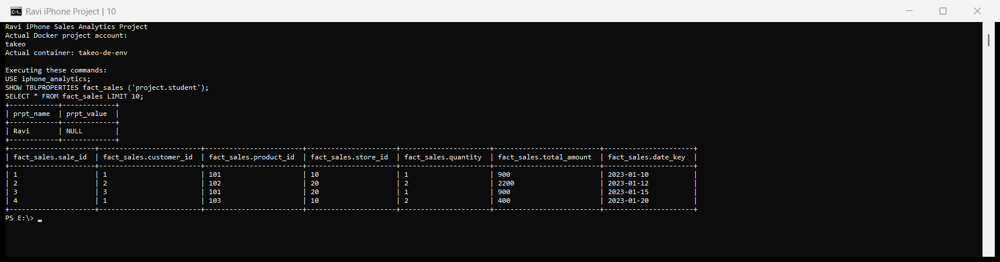 Ravi iPhone Project | 10
Ravi iPhone Sales Analytics Project
Actual Docker project account:
takeo
Actual container: takeo-de-env
Executing these commands:
USE iphone_analytics;
SHOW TBLPROPERTIES fact_sales ('project.student');
SELECT * FROM fact_sales LIMIT 10;
+------------+-------------+
| prpt_name  | prpt_value  |
+------------+-------------+
| Ravi       | NULL        |
+------------+-------------+
+---------------------+-------------------------+------------------------+----------------------+----------------------+--------------------------+----------------------+
| fact_sales.sale_id  | fact_sales.customer_id  | fact_sales.product_id  | fact_sales.store_id  | fact_sales.quantity  | fact_sales.total_amount  | fact_sales.date_key  |
+---------------------+-------------------------+------------------------+----------------------+----------------------+--------------------------+----------------------+
| 1                   | 1                       | 101                    | 10                   | 1                    | 900                      | 2023-01-10           |
| 2                   | 2                       | 102                    | 20                   | 2                    | 2200                     | 2023-01-12           |
| 3                   | 3                       | 101                    | 20                   | 1                    | 900                      | 2023-01-15           |
| 4                   | 1                       | 103                    | 10                   | 2                    | 400                      | 2023-01-20           |
+---------------------+-------------------------+------------------------+----------------------+----------------------+--------------------------+----------------------+
PS E:\>